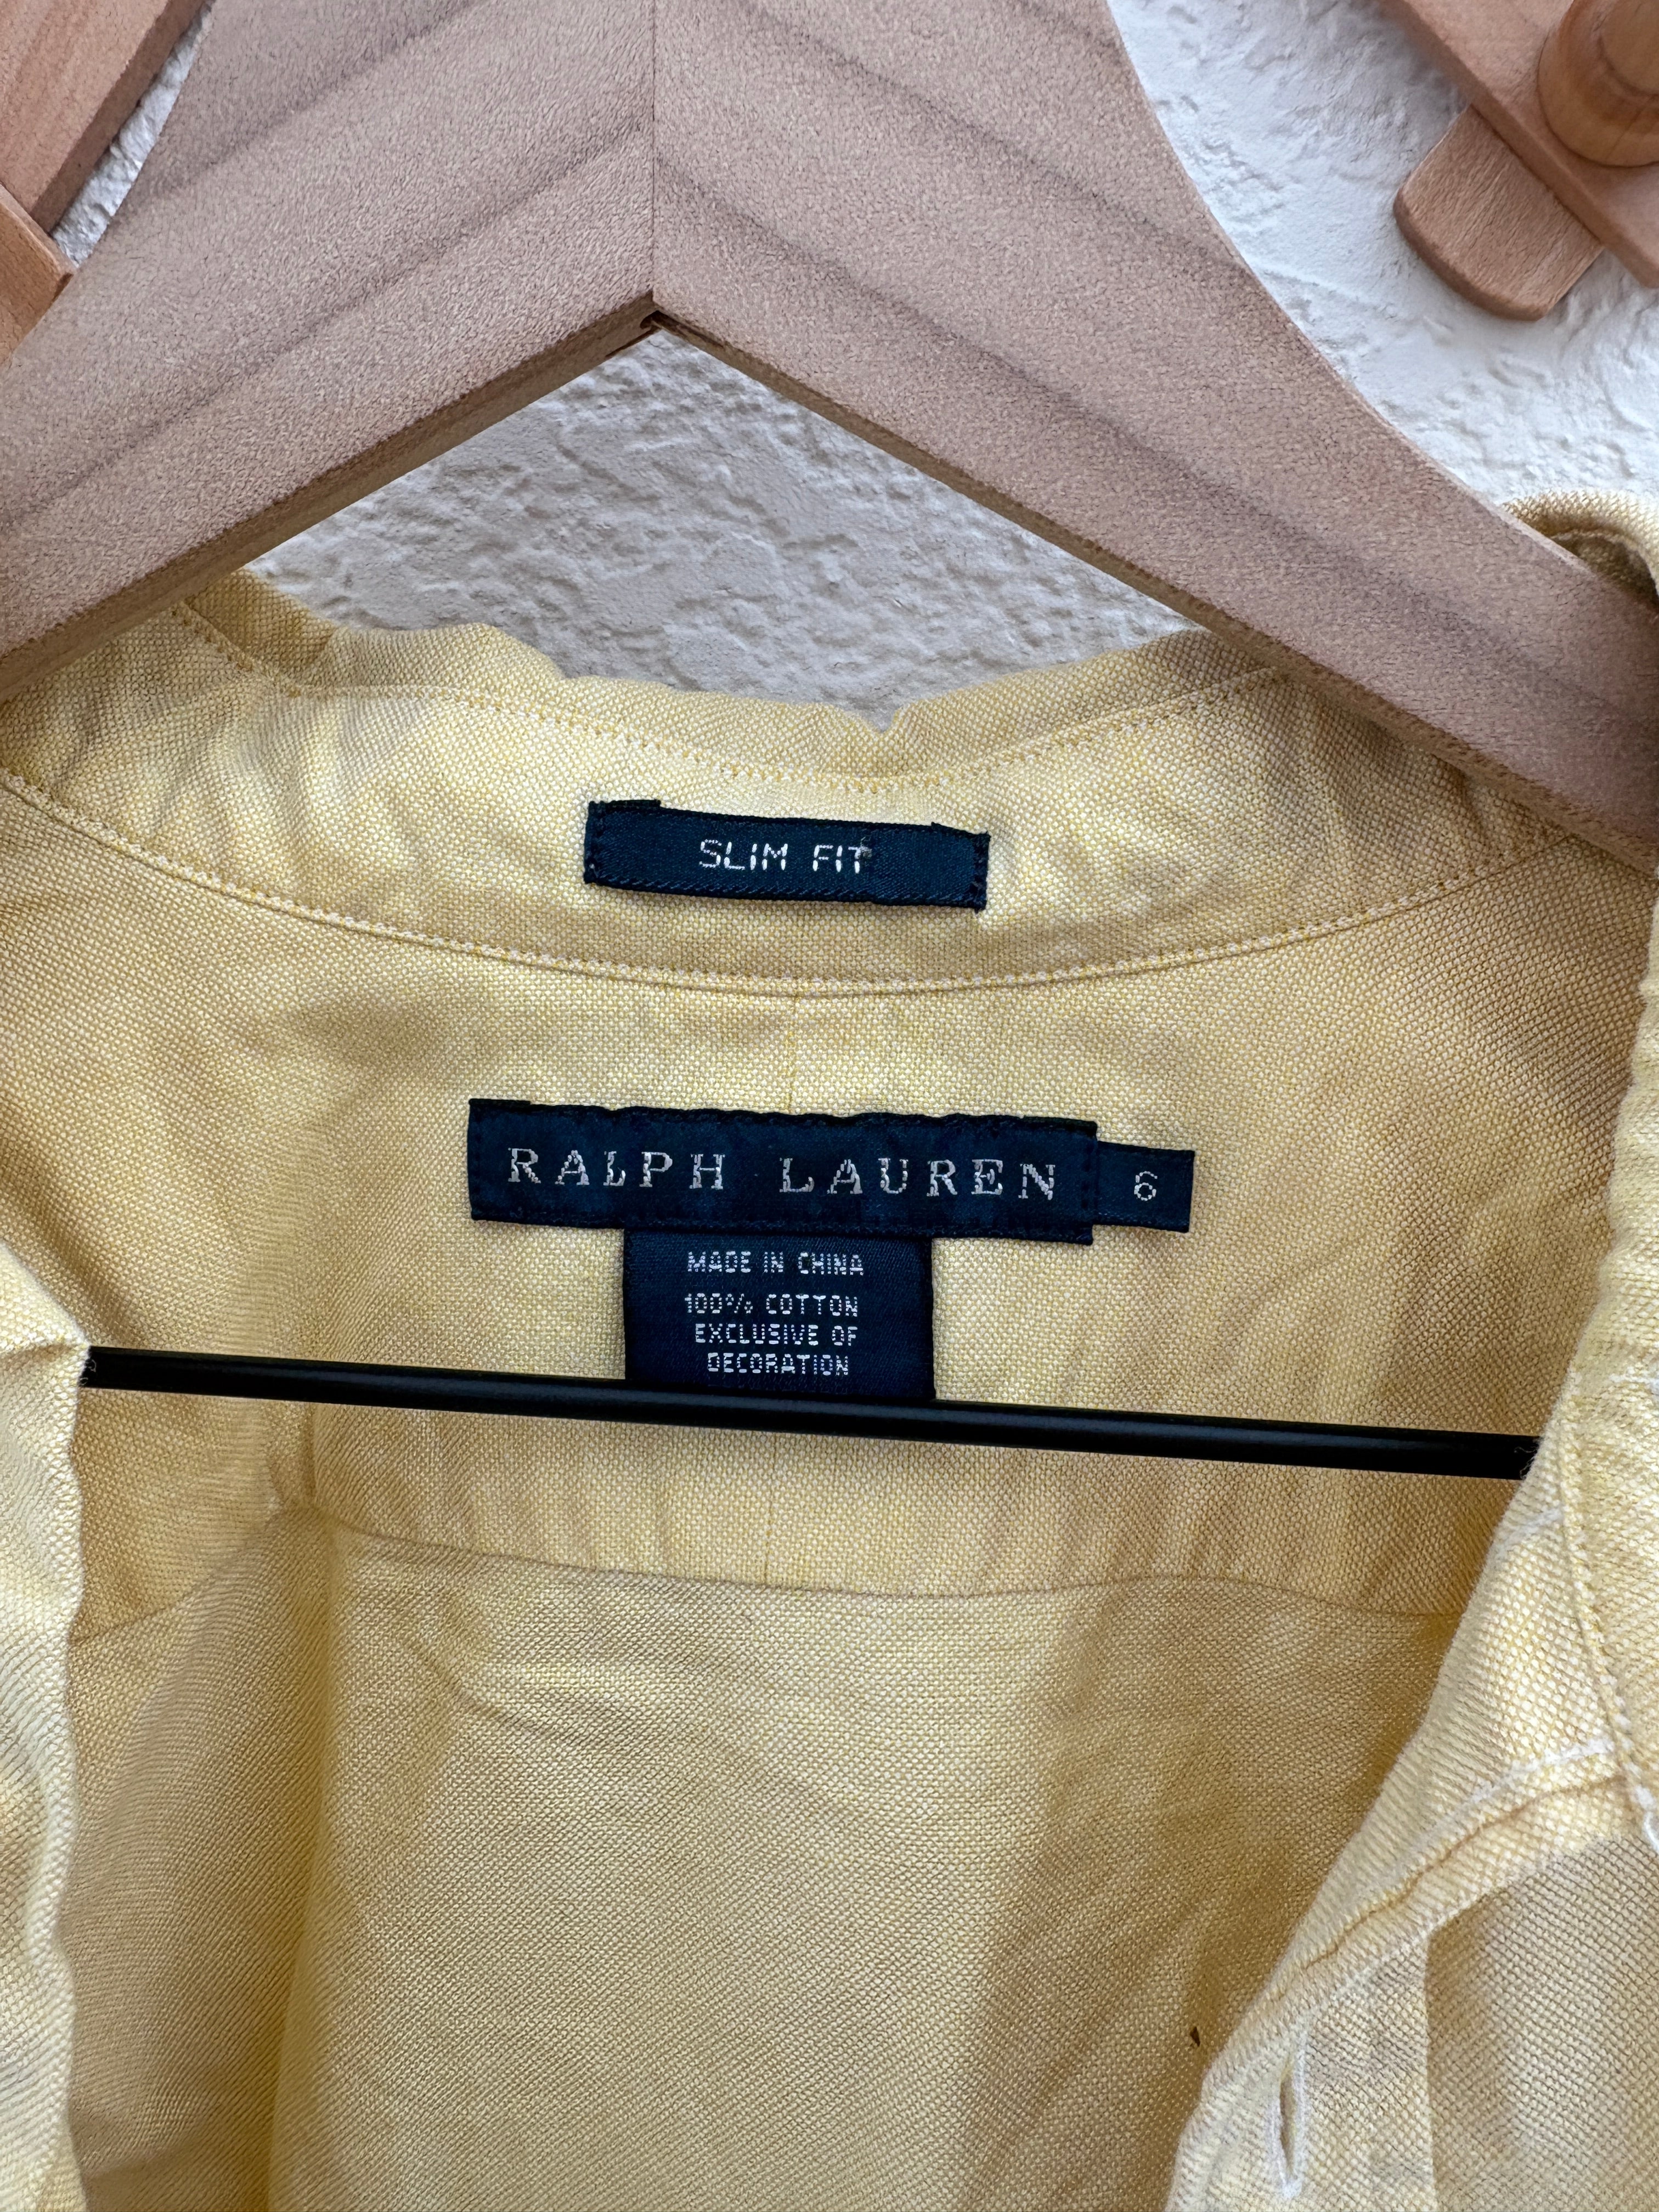 SLIM FIT
RALPH LAUREN 6
MADE IN CHINA
100% COTTON
EXCLUSIVE OF
DECORATION